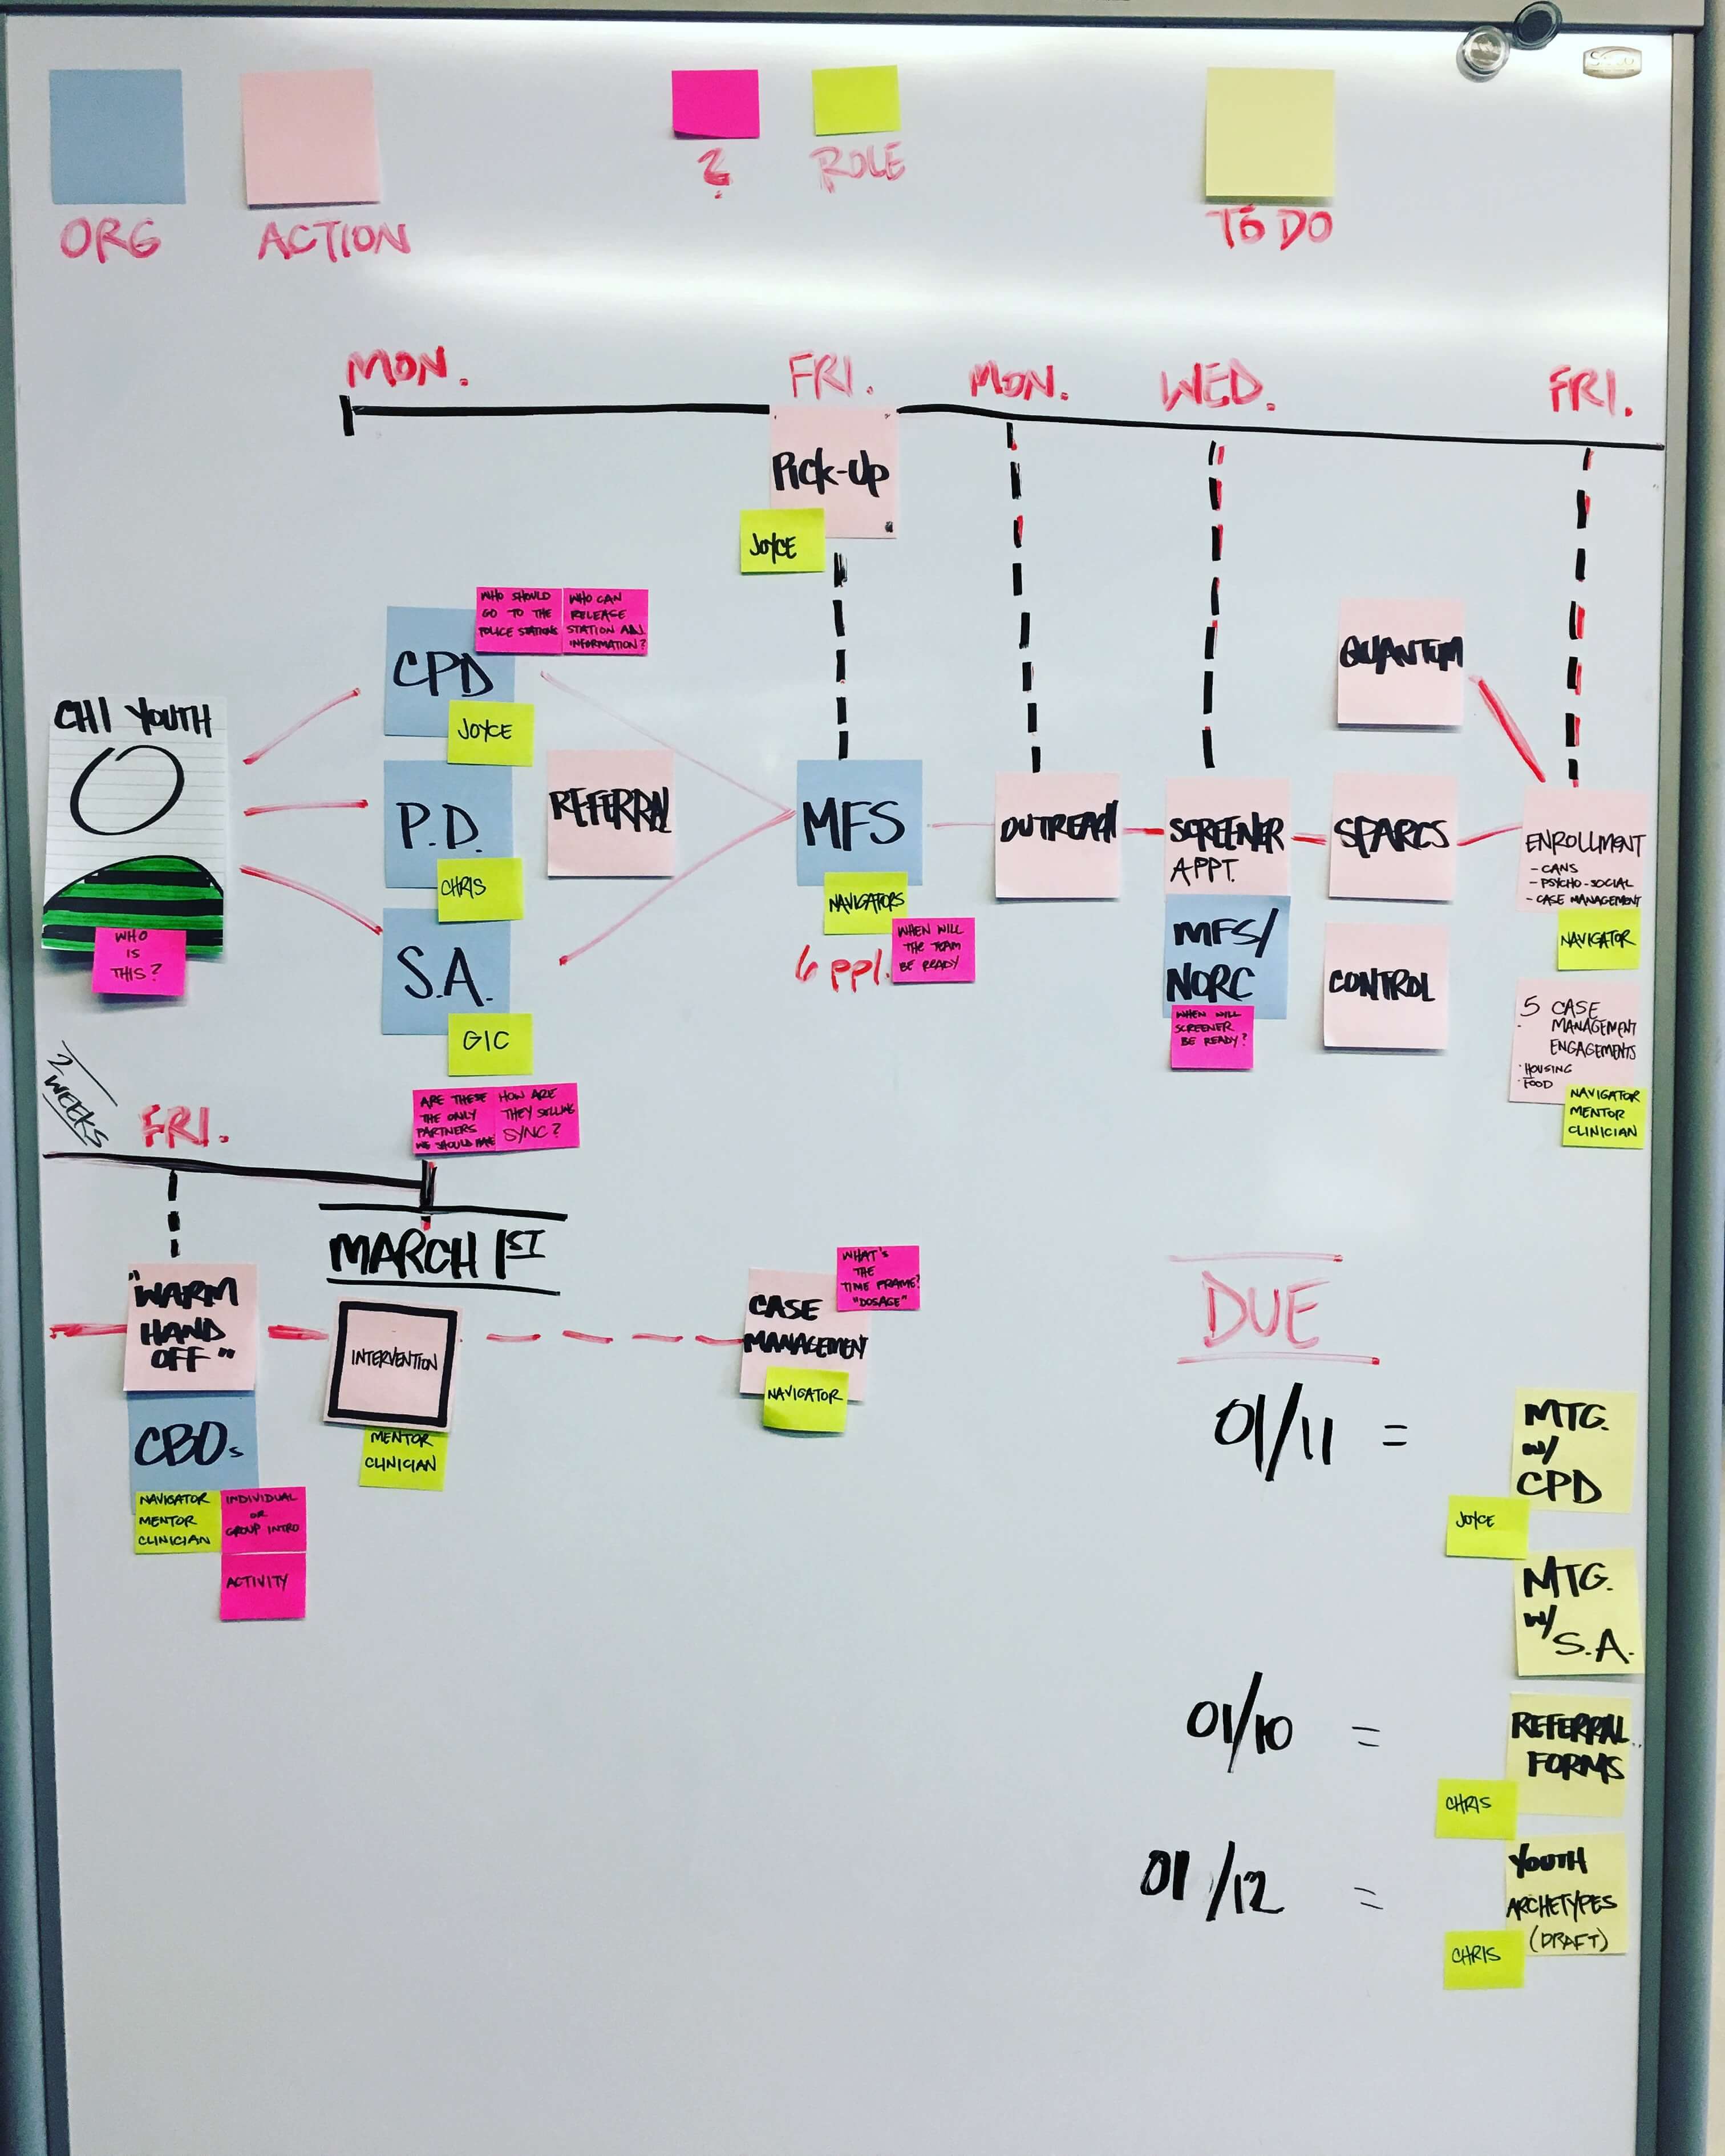 ORG
ACTION
?
ROLE
TO DO
MON.
FRI.
MON.
WED.
FRI.
Pick-Up
JOYCE
WHO SHOULD
GO TO THE
POLICE STATIONS
WHO CAN
RELEASE
STATION ADJ.
INFORMATION?
CPD
JOYCE
P.D.
CHRIS
S.A.
GIC
ARE THESE
THE ONLY
PARTNERS
WE SHOULD HAVE
HOW ARE
THEY SELLING
SYNC?
CHI YOUTH
WHO
IS
THIS?
REFERRAL
MFS
NAVIGATORS
6 ppl.
WHEN WILL
THE TEAM
BE READY
OUTREACH
SCREENER
APPT.
MFS/
NORC
WHEN WILL
SCREENER
BE READY?
QUANTUM
SPARCS
CONTROL
ENROLLMENT
- CANS
- PSYCHO-SOCIAL
- CASE MANAGEMENT
NAVIGATOR
5 CASE
MANAGEMENT
ENGAGEMENTS
· HOUSING
· FOOD
NAVIGATOR
MENTOR
CLINICIAN
2
WEEKS
FRI.
MARCH 1ST
"WARM
HAND
OFF"
CBOs
NAVIGATOR
MENTOR
CLINICIAN
INDIVIDUAL
OR
GROUP INTRO
ACTIVITY
INTERVENTION
MENTOR
CLINICIAN
CASE
MANAGEMENT
WHAT'S
THE
TIME FRAME?
"DOSAGE"
NAVIGATOR
DUE
01/11 =
MTG.
w/
CPD
JOYCE
MTG.
w/
S.A.
01/10 =
REFERRAL
FORMS
CHRIS
01/12 =
YOUTH
ARCHETYPES
(DRAFT)
CHRIS